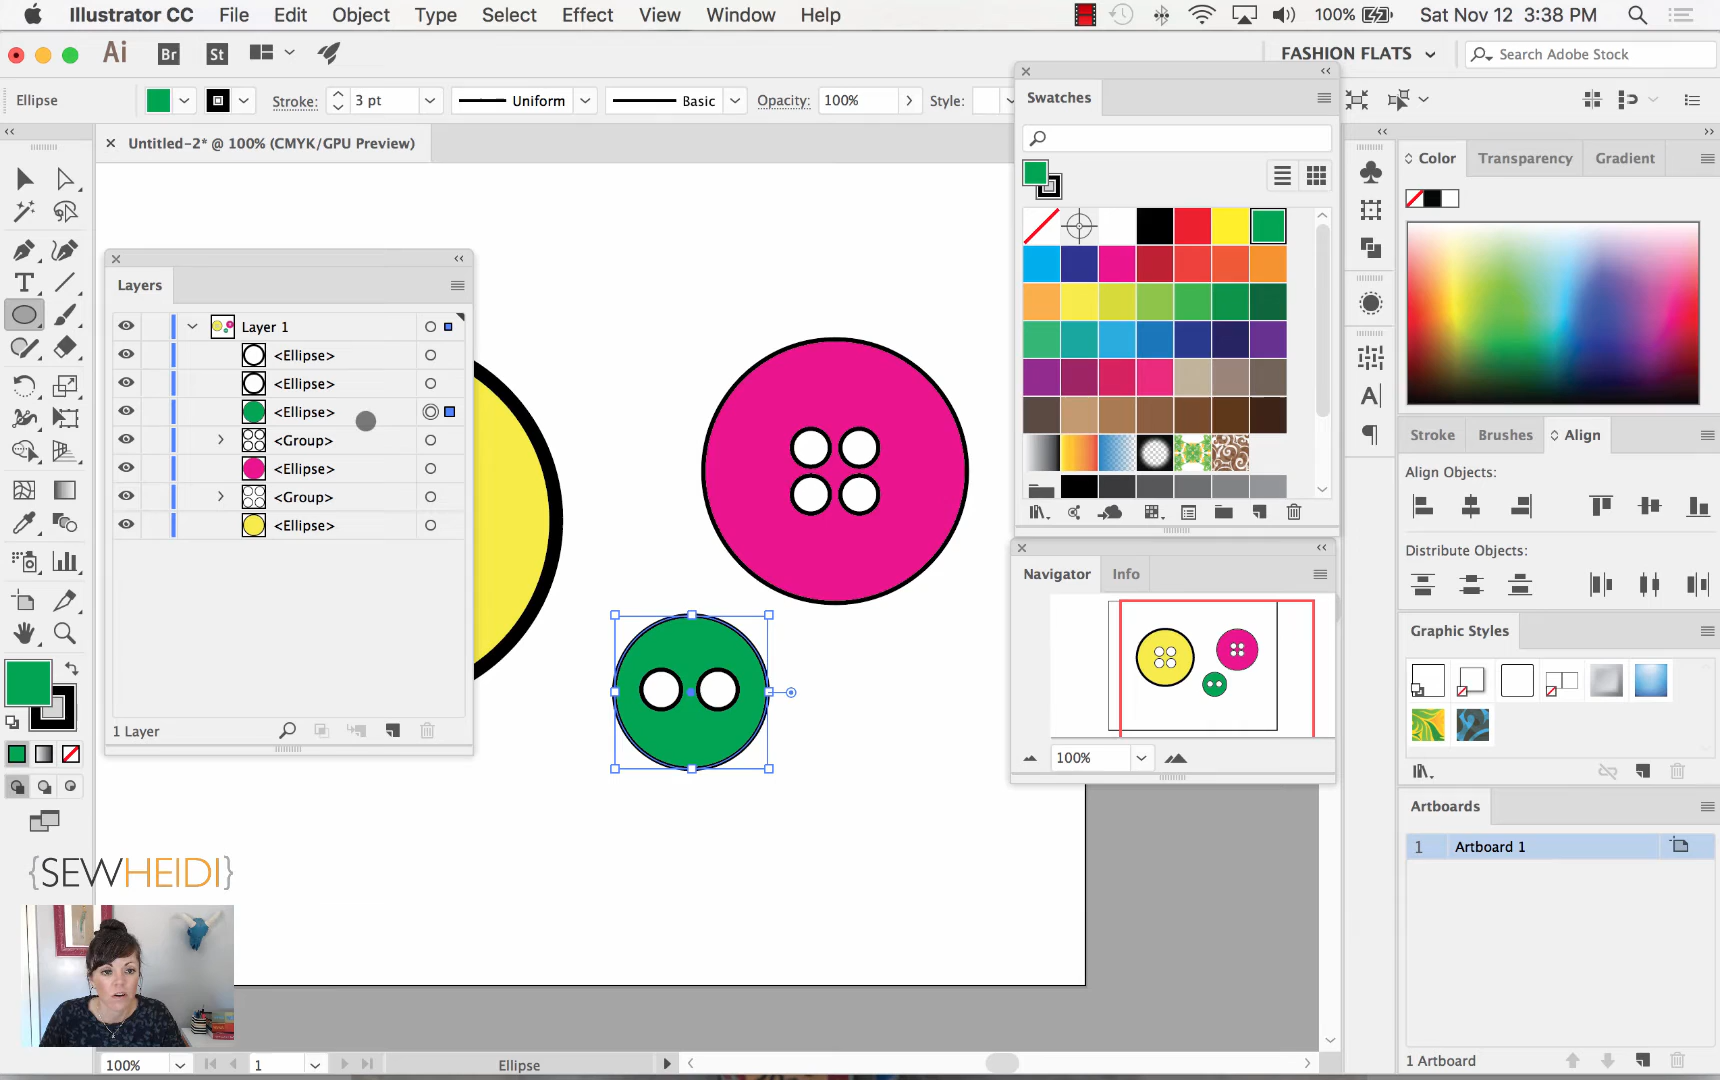 Illustrator CC File Edit Object Type Select Effect View Window Help 100% Sat Nov 12 3:38 PM
Ai Br St FASHION FLATS Search Adobe Stock
Ellipse Stroke: 3 pt Uniform Basic Opacity: 100% Style:
Untitled-2* @ 100% (CMYK/GPU Preview)
Swatches
Color Transparency Gradient
Layers
Layer 1
<Ellipse>
<Ellipse>
<Ellipse>
<Group>
<Ellipse>
<Group>
<Ellipse>
1 Layer
Stroke Brushes Align
Align Objects:
Distribute Objects:
Navigator Info
100%
Graphic Styles
Artboards
1 Artboard 1
1 Artboard
{SEWHEIDI}
100% 1 Ellipse